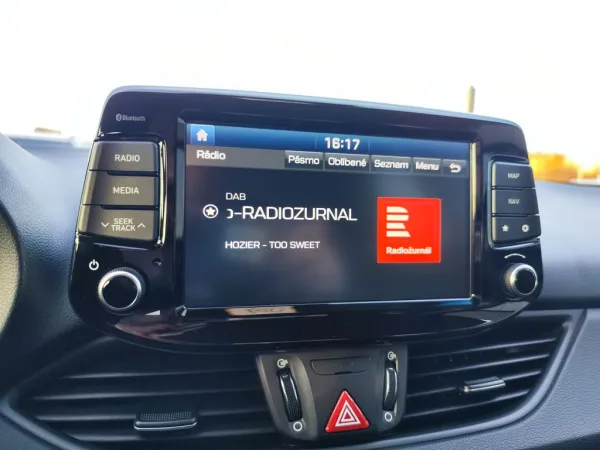 Bluetooth
16:17
Rádio
Pásmo Oblíbené Seznam Menu
DAB
-RADIOZURNAL
HOZIER - TOO SWEET
Radiožurnál
RADIO
MEDIA
SEEK
TRACK
MAP
NAV